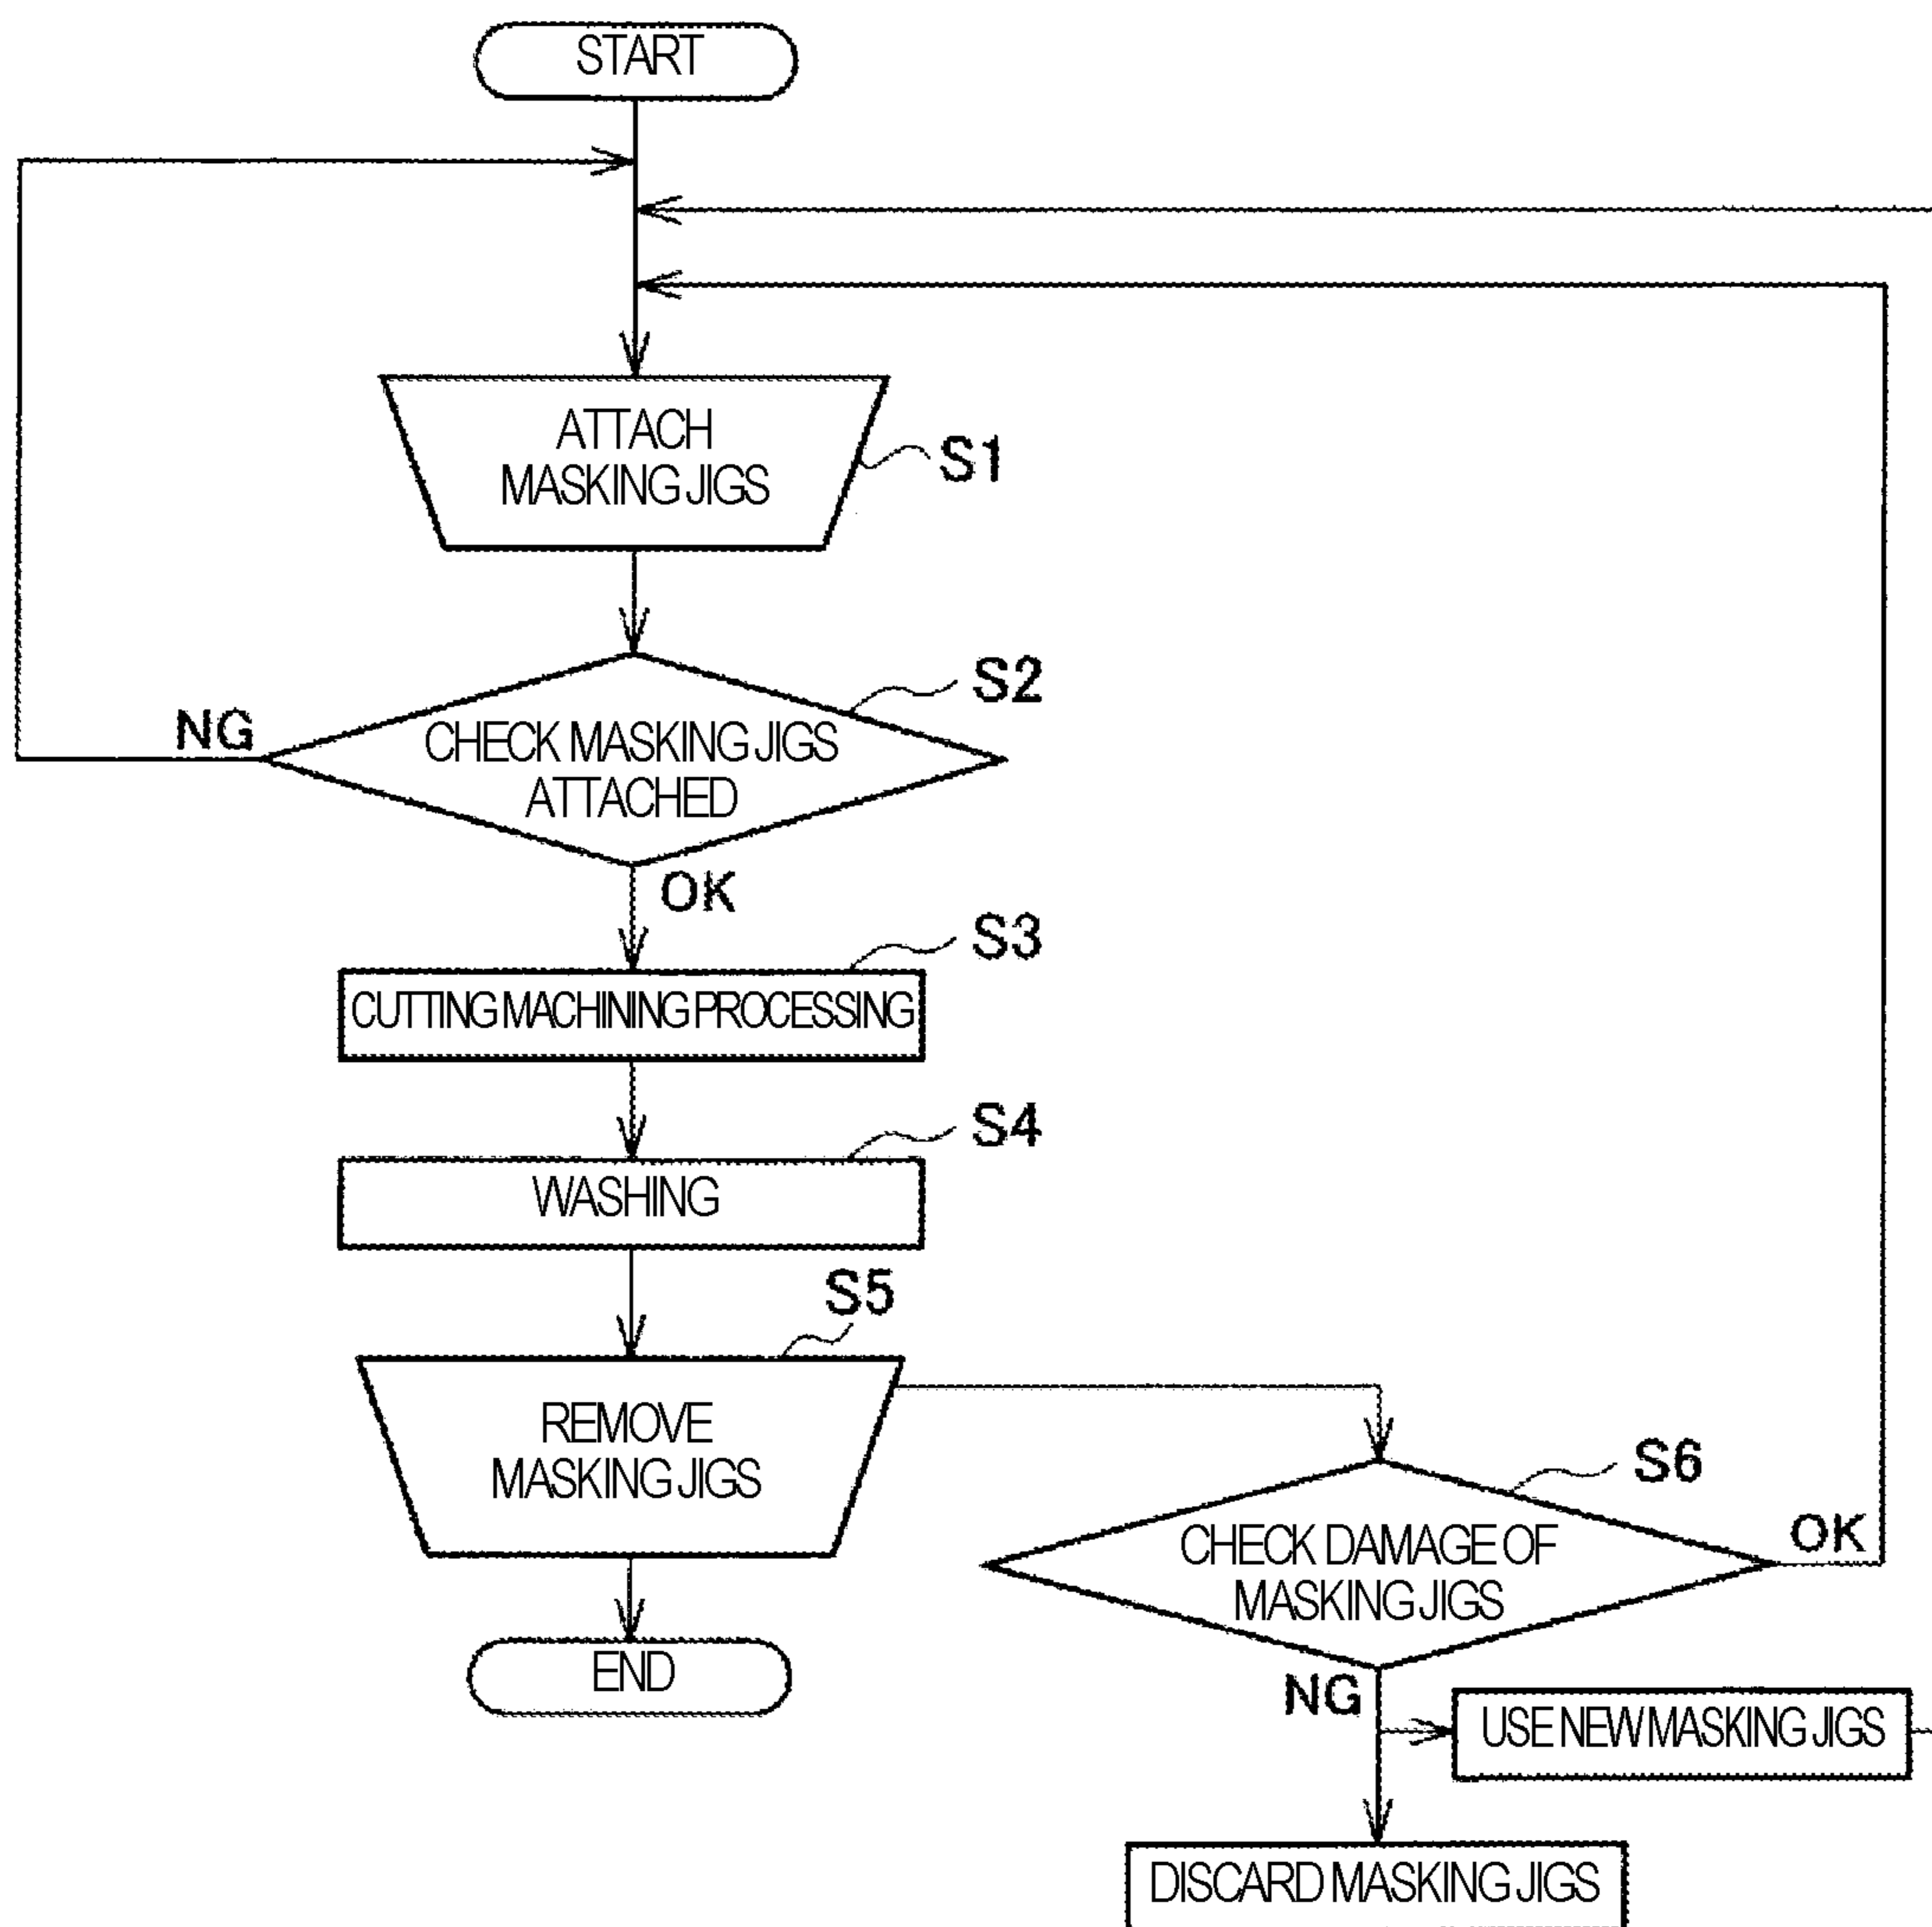 START
ATTACH
MASKING JIGS
S1
S2
NG
CHECK MASKING JIGS
ATTACHED
OK
S3
CUTTING MACHINING PROCESSING
S4
WASHING
S5
REMOVE
MASKING JIGS
S6
CHECK DAMAGE OF
MASKING JIGS
OK
END
NG
USE NEW MASKING JIGS
DISCARD MASKING JIGS